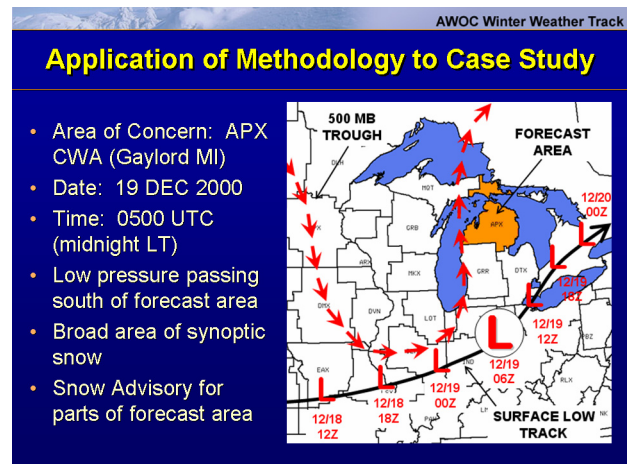 AWOC Winter Weather Track
Application of Methodology to Case Study
• Area of Concern: APX
CWA (Gaylord MI)
• Date: 19 DEC 2000
• Time: 0500 UTC
(midnight LT)
• Low pressure passing
south of forecast area
• Broad area of synoptic
snow
• Snow Advisory for
parts of forecast area
500 MB
TROUGH
FORECAST
AREA
DLH
MQT
12/20
00Z
GRB
APX
ARX
MKX
GRR
DTX
12/19
18Z
DMX
DVN
LOT
12/19
12Z
PBZ
L
L
L
L
L
L
L
EAX
IND
12/19
06Z
RLX
12/19
00Z
12/18
18Z
12/18
12Z
SURFACE LOW
TRACK